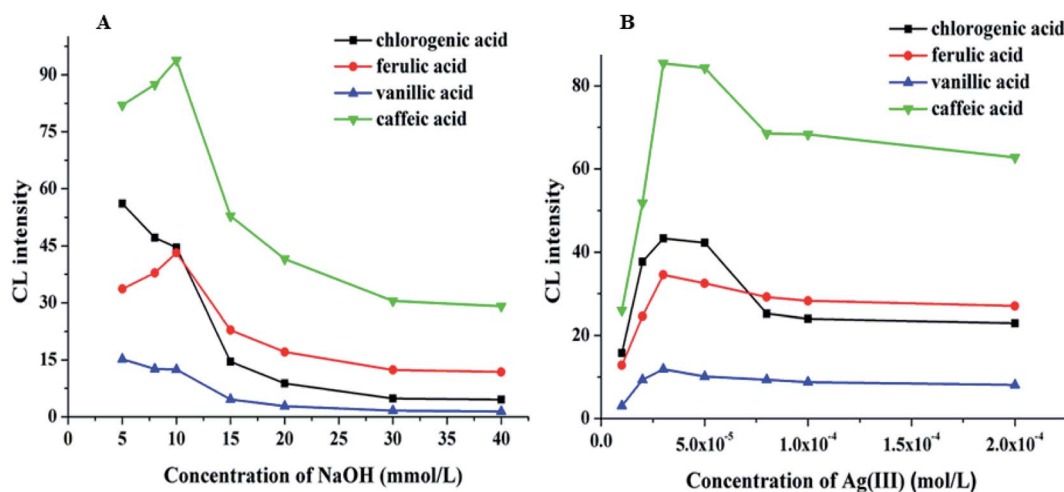 A
chlorogenic acid
ferulic acid
vanillic acid
caffeic acid
CL intensity
90
75
60
45
30
15
0
0 5 10 15 20 25 30 35 40
Concentration of NaOH (mmol/L)
B
chlorogenic acid
ferulic acid
vanillic acid
caffeic acid
CL intensity
80
60
40
20
0
0.0 5.0x10⁻⁵ 1.0x10⁻⁴ 1.5x10⁻⁴ 2.0x10⁻⁴
Concentration of Ag(III) (mol/L)